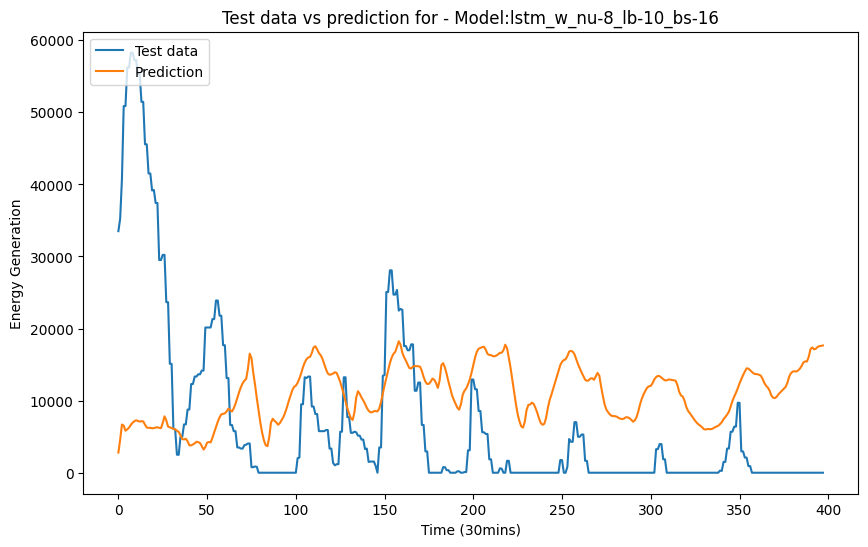 Test data vs prediction for - Model:lstm_w_nu-8_lb-10_bs-16
Test data
Prediction
60000
50000
40000
30000
20000
10000
0
Energy Generation
0 50 100 150 200 250 300 350 400
Time (30mins)